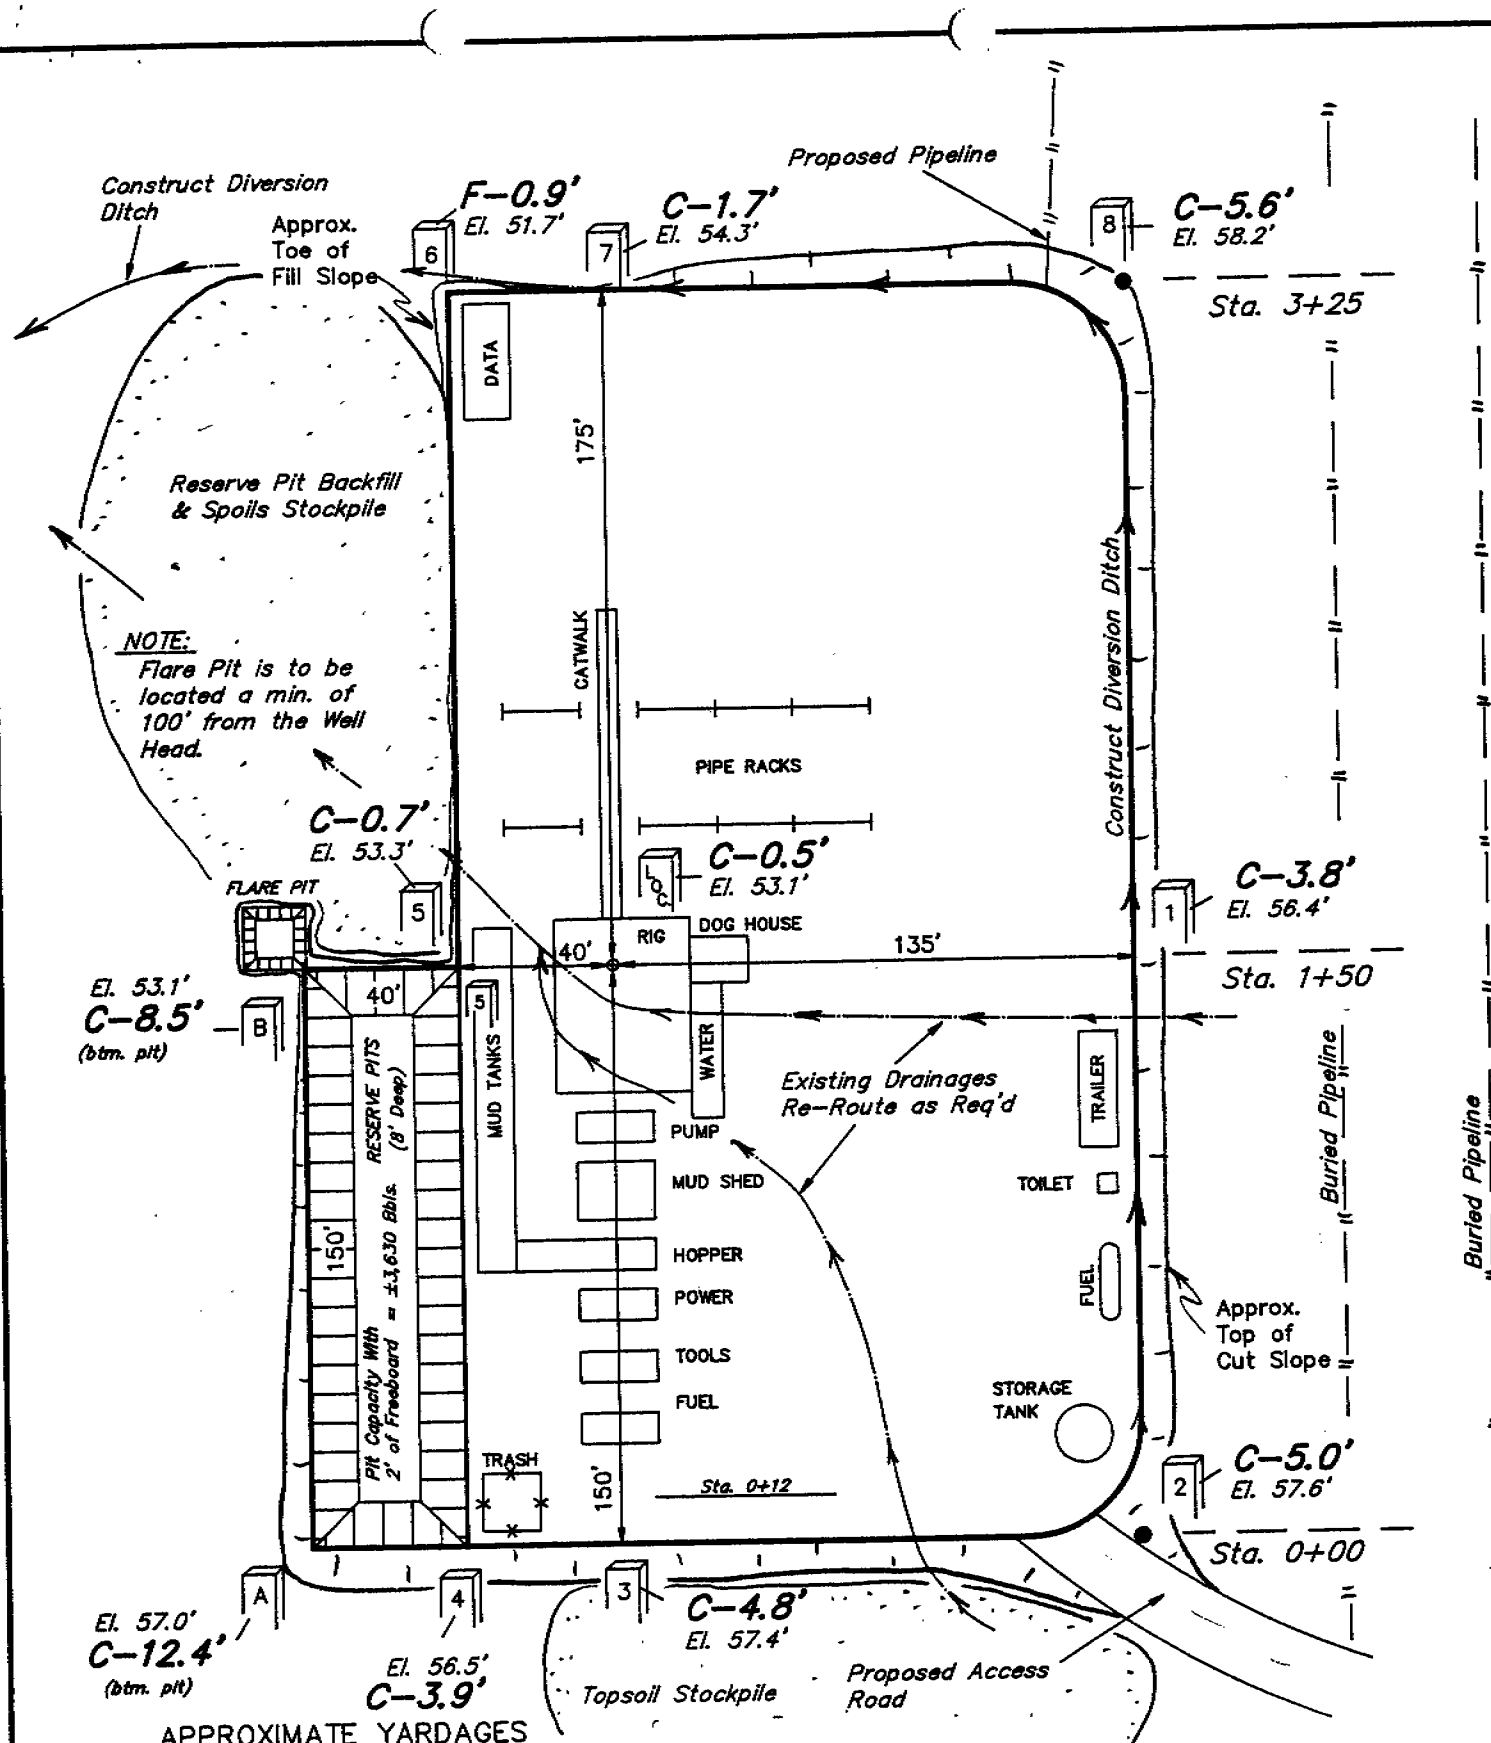 Proposed Pipeline
Construct Diversion
Ditch
Approx.
Toe of
Fill Slope
F-0.9'
El. 51.7'
6
C-1.7'
El. 54.3'
7
C-5.6'
El. 58.2'
8
Sta. 3+25
DATA
175'
Reserve Pit Backfill
& Spoils Stockpile
Construct Diversion Ditch
CATWALK
NOTE:
Flare Pit is to be
located a min. of
100' from the Well
Head.
PIPE RACKS
C-0.7'
El. 53.3'
5
C-0.5'
El. 53.1'
LOC.
C-3.8'
El. 56.4'
1
FLARE PIT
RIG
DOG HOUSE
40'
135'
Sta. 1+50
El. 53.1'
C-8.5'
(btm. pit)
B
40'
5
MUD TANKS
WATER
TRAILER
Existing Drainages
Re-Route as Req'd
RESERVE PITS
(8' Deep)
Pit Capacity With
2' of Freeboard = ±3,630 Bbls.
150'
PUMP
MUD SHED
TOILET
HOPPER
POWER
FUEL
TOOLS
FUEL
Buried Pipeline
Buried Pipeline
Approx.
Top of
Cut Slope
STORAGE
TANK
TRASH
150'
Sta. 0+12
C-5.0'
El. 57.6'
2
Sta. 0+00
A
El. 57.0'
C-12.4'
(btm. pit)
4
El. 56.5'
C-3.9'
3
C-4.8'
El. 57.4'
Topsoil Stockpile
Proposed Access
Road
APPROXIMATE YARDAGES